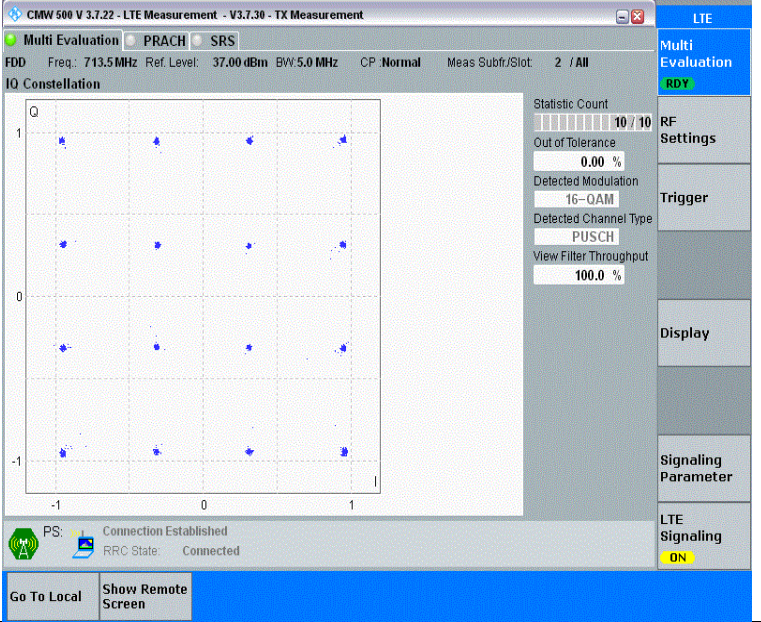 CMW 500 V 3.7.22 - LTE Measurement - V3.7.30 - TX Measurement
LTE
Multi Evaluation PRACH SRS
FDD Freq.: 713.5 MHz Ref. Level: 37.00 dBm BW: 5.0 MHz CP :Normal Meas Subfr./Slot: 2 / All
IQ Constellation
Q
1
0
-1
-1 0 1
I
Statistic Count
10 / 10
Out of Tolerance
0.00 %
Detected Modulation
16-QAM
Detected Channel Type
PUSCH
View Filter Throughput
100.0 %
Multi
Evaluation
RDY
RF
Settings
Trigger
Display
Signaling
Parameter
LTE
Signaling
ON
PS: Connection Established
RRC State: Connected
Go To Local
Show Remote
Screen